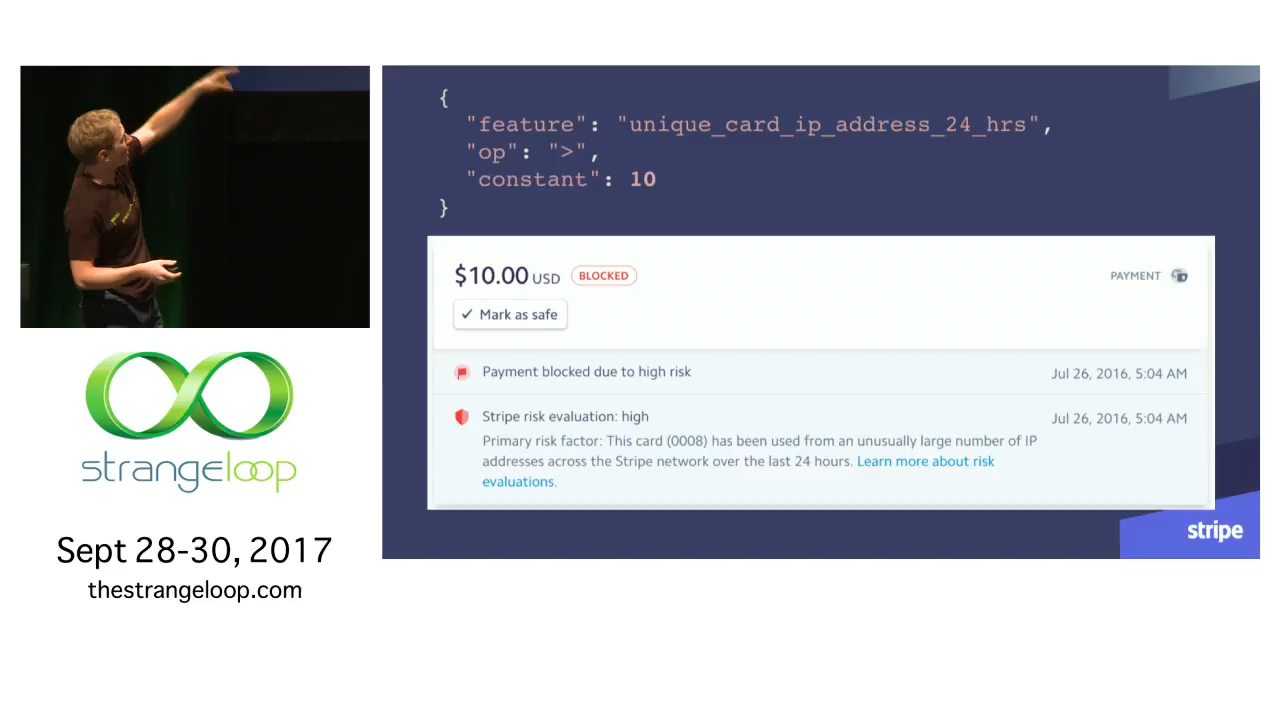 {
"feature": "unique_card_ip_address_24_hrs",
"op": ">",
"constant": 10
}
$10.00 USD BLOCKED
PAYMENT
✓ Mark as safe
Payment blocked due to high risk
Jul 26, 2016, 5:04 AM
Stripe risk evaluation: high
Jul 26, 2016, 5:04 AM
Primary risk factor: This card (0008) has been used from an unusually large number of IP
addresses across the Stripe network over the last 24 hours. Learn more about risk
evaluations.
stripe
strangeloop
Sept 28-30, 2017
thestrangeloop.com